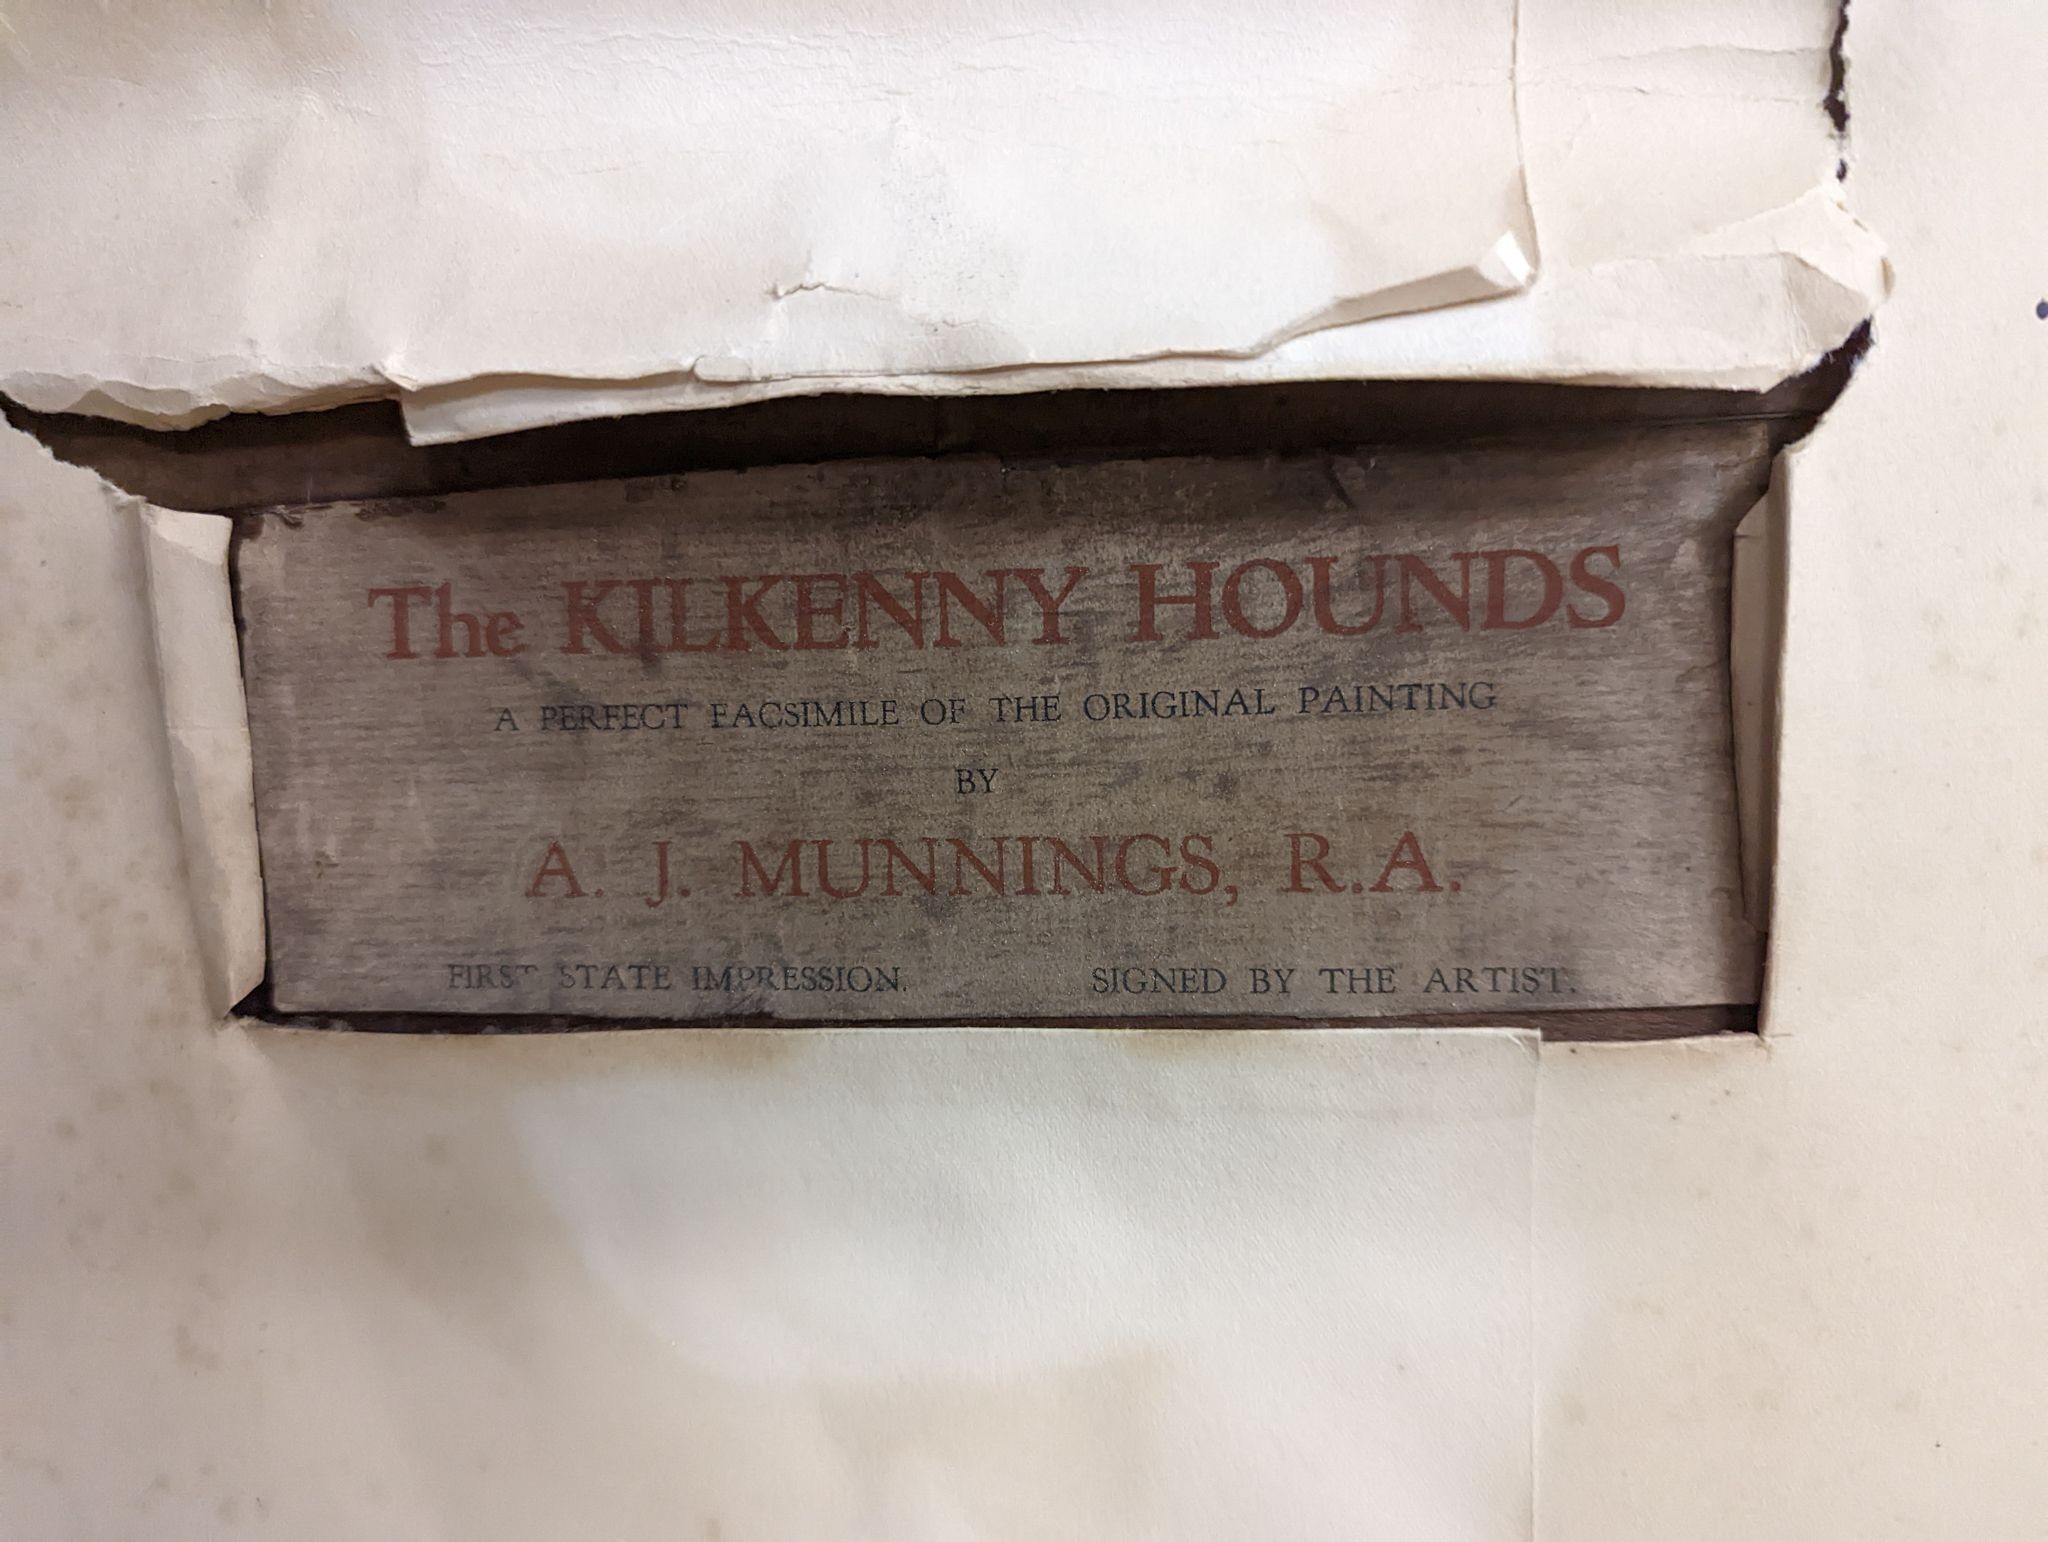 The KILKENNY HOUNDS
A PERFECT FACSIMILE OF THE ORIGINAL PAINTING
BY
A. J. MUNNINGS, R.A.
FIRST STATE IMPRESSION. SIGNED BY THE ARTIST.